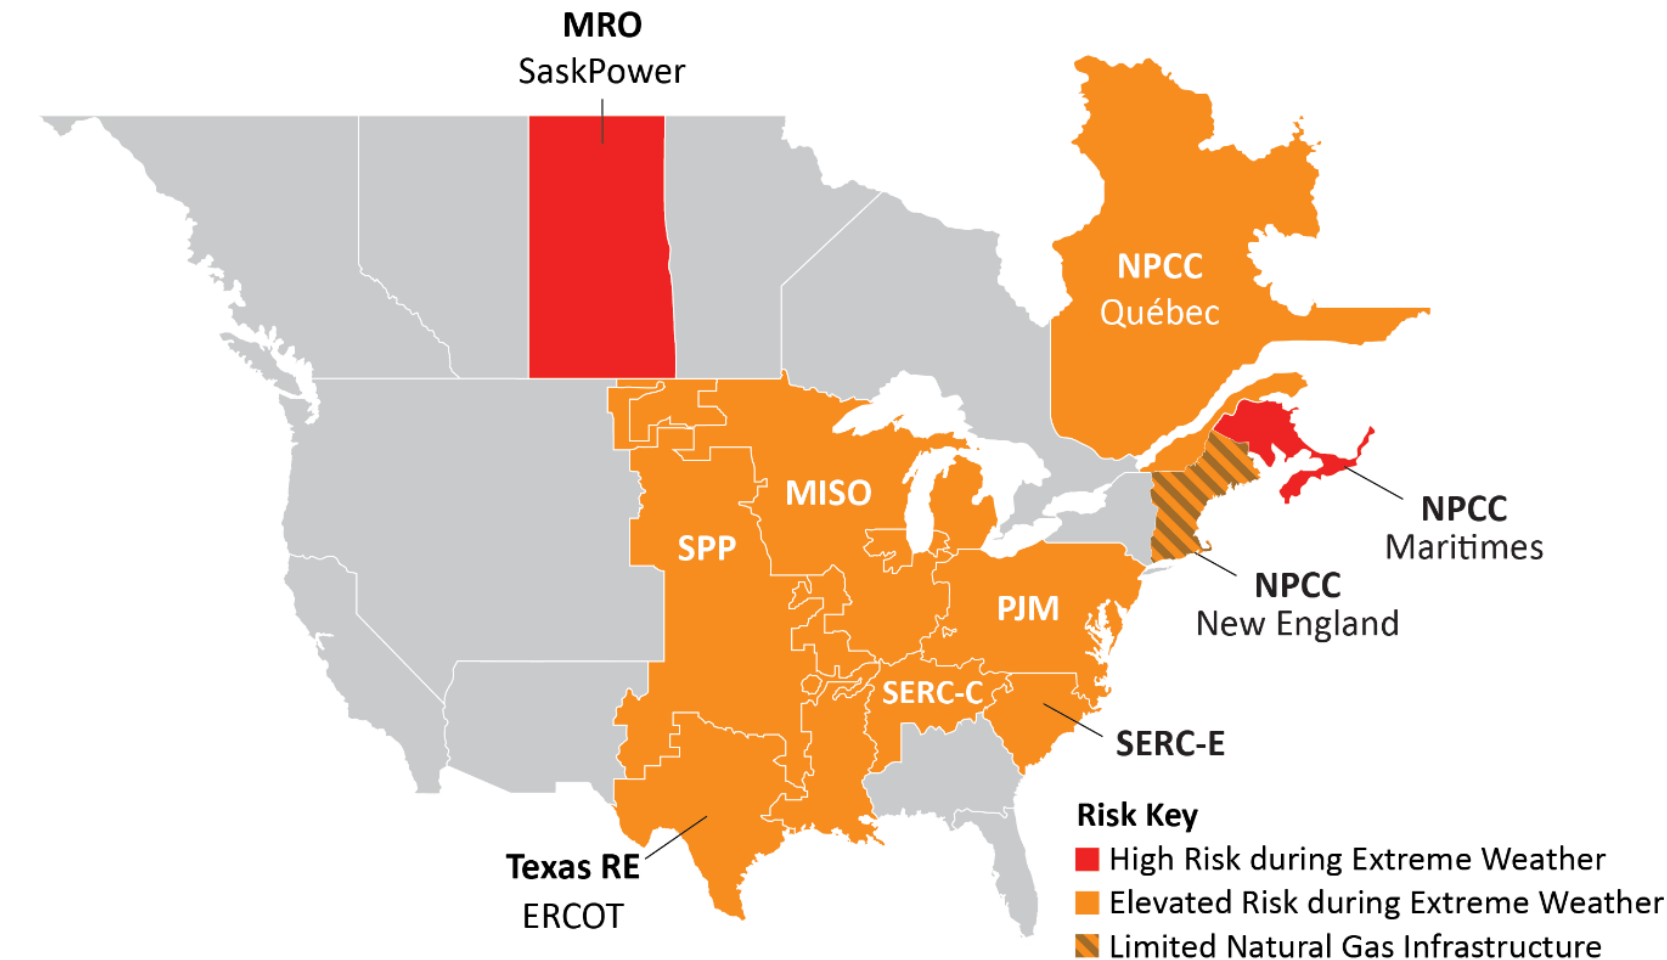 MRO
SaskPower
NPCC
Québec
MISO
SPP
NPCC
Maritimes
NPCC
New England
PJM
SERC-C
SERC-E
Texas RE
ERCOT
Risk Key
High Risk during Extreme Weather
Elevated Risk during Extreme Weather
Limited Natural Gas Infrastructure